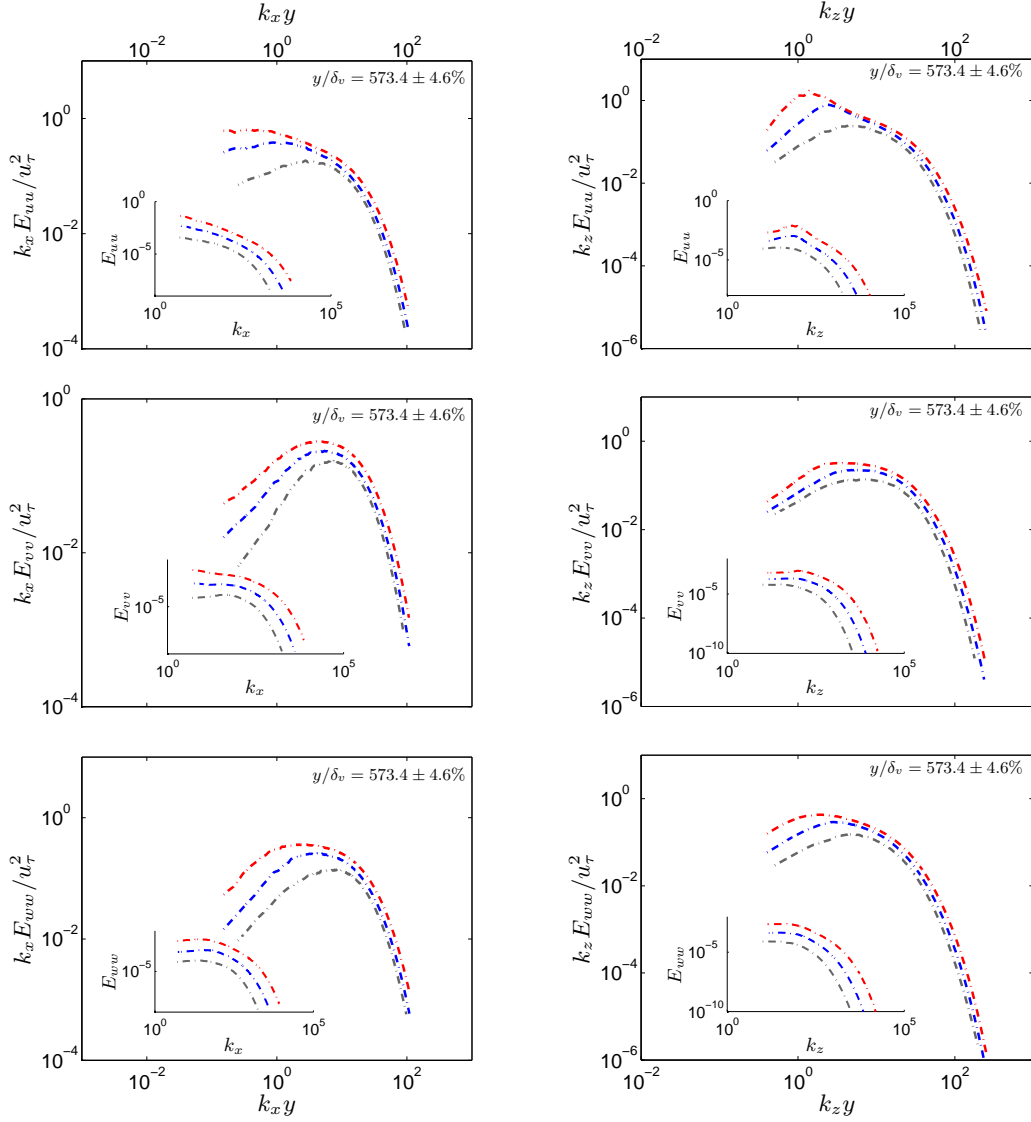 k_x y
k_z y
10^-2 10^0 10^2
10^-2 10^0 10^2
y/δ_v = 573.4 ± 4.6%
y/δ_v = 573.4 ± 4.6%
10^0
10^-2
10^-4
k_x E_uu/u_τ^2
10^0
10^-5
E_uu
10^0 10^5
k_x
10^0
10^-2
10^-4
10^-6
k_z E_uu/u_τ^2
10^0
10^-5
E_uu
10^0 10^5
k_z
y/δ_v = 573.4 ± 4.6%
y/δ_v = 573.4 ± 4.6%
10^0
10^-2
10^-4
k_x E_vv/u_τ^2
10^-5
E_vv
10^0 10^5
k_x
10^0
10^-2
10^-4
10^-6
k_z E_vv/u_τ^2
10^-5
10^-10
E_vv
10^0 10^5
k_z
y/δ_v = 573.4 ± 4.6%
y/δ_v = 573.4 ± 4.6%
10^0
10^-2
10^-4
k_x E_ww/u_τ^2
10^-5
E_ww
10^0 10^5
k_x
10^-2 10^0 10^2
k_x y
10^0
10^-2
10^-4
10^-6
k_z E_ww/u_τ^2
10^-5
10^-10
E_ww
10^0 10^5
k_z
10^-2 10^0 10^2
k_z y